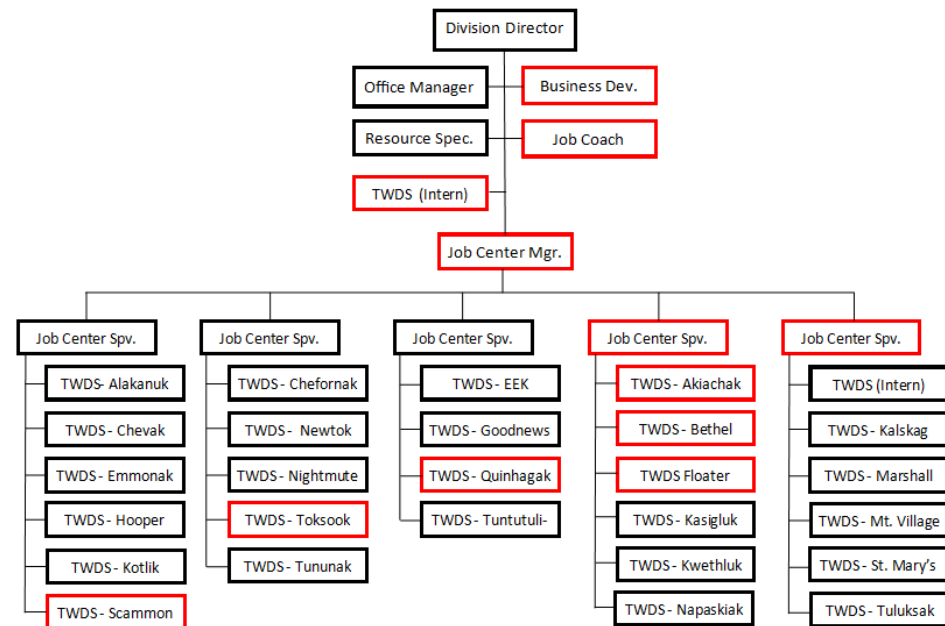 Division Director
Office Manager
Business Dev.
Resource Spec.
Job Coach
TWDS (Intern)
Job Center Mgr.
Job Center Spv.
TWDS- Alakanuk
TWDS - Chevak
TWDS - Emmonak
TWDS - Hooper
TWDS - Kotlik
TWDS - Scammon
Job Center Spv.
TWDS - Chefornak
TWDS - Newtok
TWDS - Nightmute
TWDS - Toksook
TWDS - Tununak
Job Center Spv.
TWDS - EEK
TWDS - Goodnews
TWDS - Quinhagak
TWDS - Tuntutuli-
Job Center Spv.
TWDS - Akiachak
TWDS - Bethel
TWDS Floater
TWDS - Kasigluk
TWDS - Kwethluk
TWDS - Napaskiak
Job Center Spv.
TWDS (Intern)
TWDS - Kalskag
TWDS - Marshall
TWDS - Mt. Village
TWDS - St. Mary’s
TWDS - Tuluksak